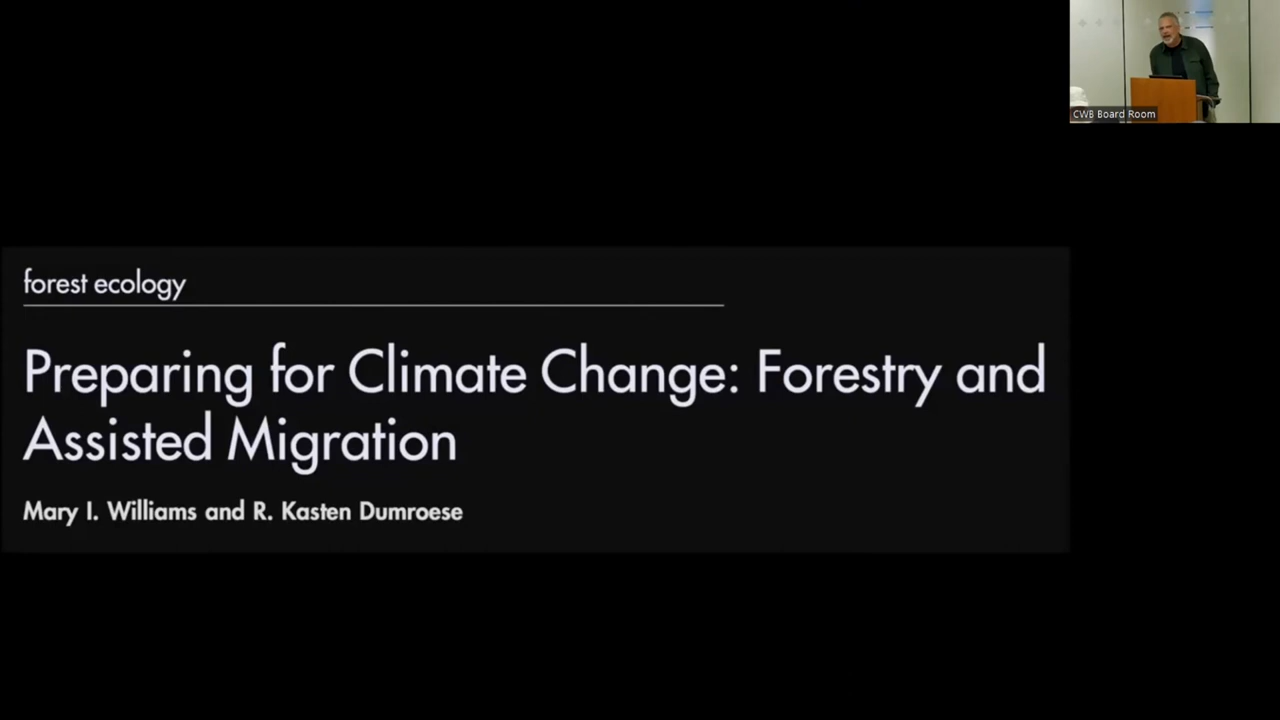 CWB Board Room
forest ecology
Preparing for Climate Change: Forestry and
Assisted Migration
Mary I. Williams and R. Kasten Dumroese